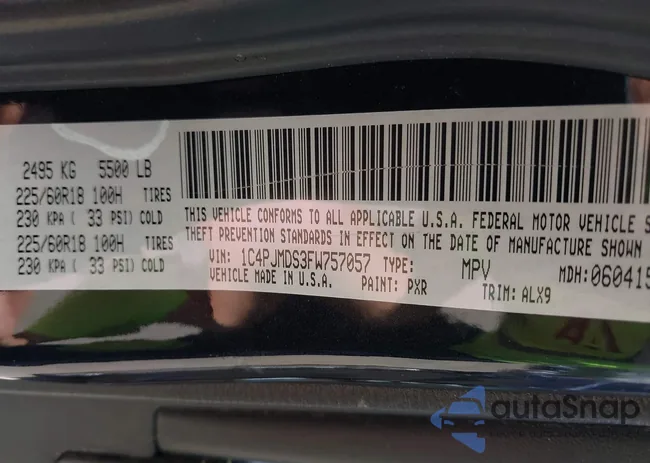 2495 KG 5500 LB
225/60R18 100H TIRES
230 KPA ( 33 PSI) COLD
225/60R18 100H TIRES
230 KPA ( 33 PSI) COLD
THIS VEHICLE CONFORMS TO ALL APPLICABLE U.S.A. FEDERAL MOTOR VEHICLE S
THEFT PREVENTION STANDARDS IN EFFECT ON THE DATE OF MANUFACTURE SHOWN
VIN: 1C4PJMDS3FW757057 TYPE: MPV MDH:060415
VEHICLE MADE IN U.S.A. PAINT: PXR TRIM: ALX9
autoSnap